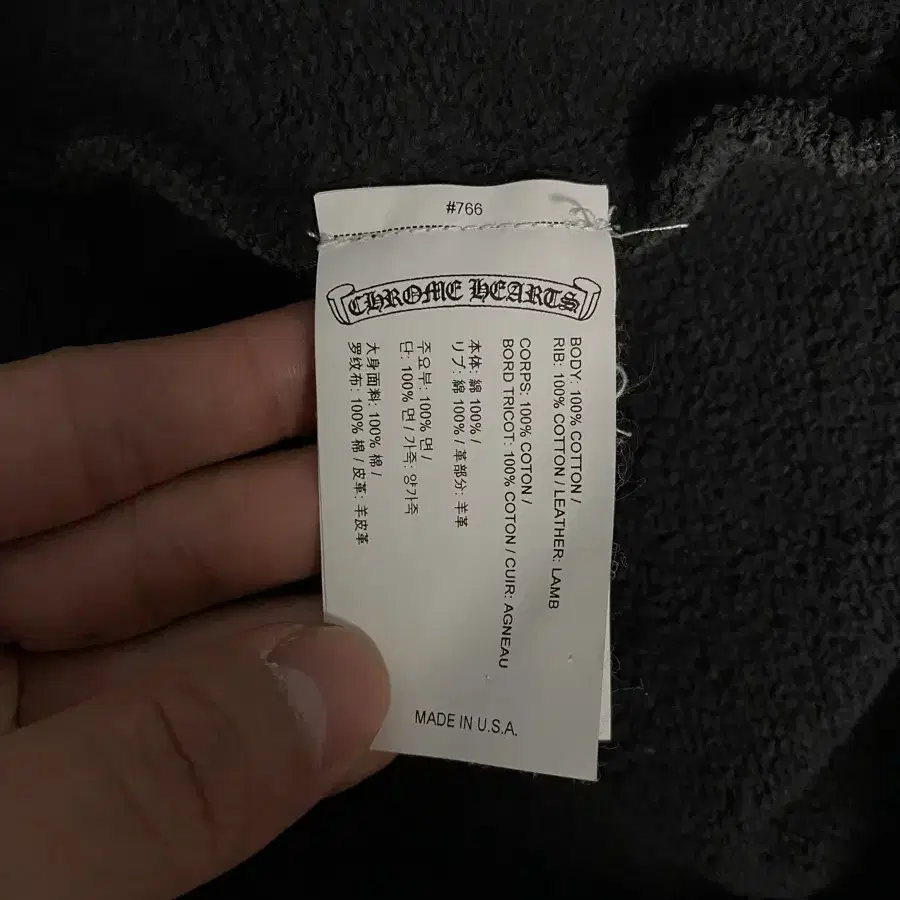 #766
CHROME HEARTS
BODY: 100% COTTON /
RIB: 100% COTTON / LEATHER: LAMB
CORPS: 100% COTON /
BORD TRICOT: 100% COTON / CUIR: AGNEAU
本体: 綿 100% /
リブ: 綿 100% / 革部分: 羊革
주요부: 100% 면 /
단: 100% 면 / 가죽: 양가죽
大身面料: 100% 棉 /
罗纹布: 100% 棉 / 皮革: 羊皮革
MADE IN U.S.A.